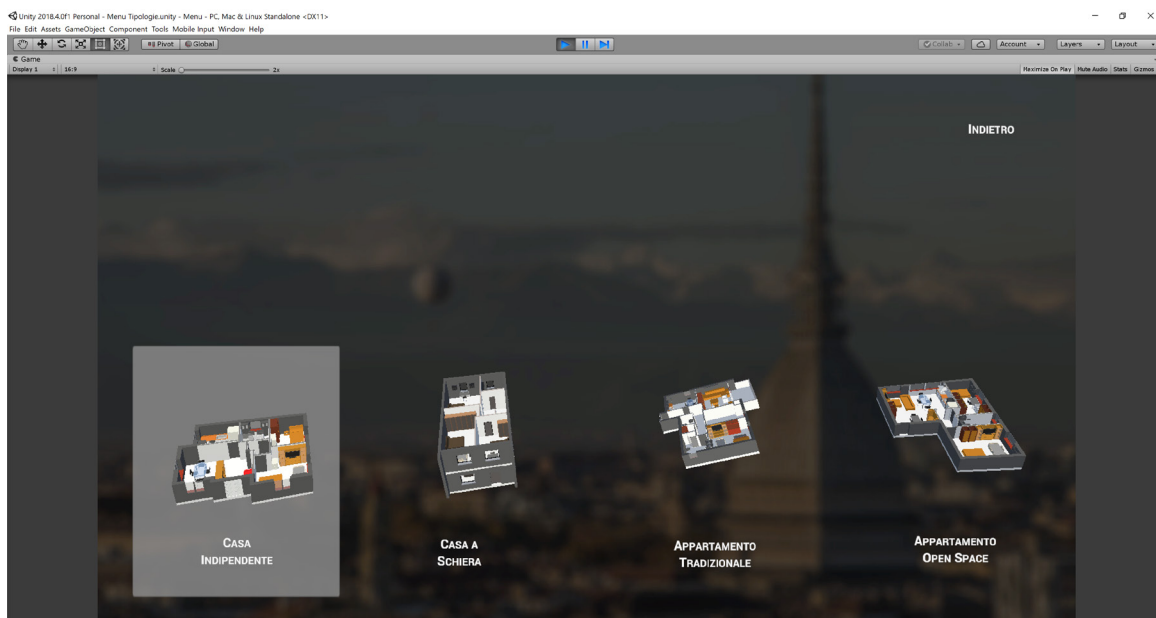 Unity 2018.4.0f1 Personal - Menu Tipologie.unity - Menu - PC, Mac & Linux Standalone <DX11>
File Edit Assets GameObject Component Tools Mobile Input Window Help
Pivot Global Collab Account Layers Layout
Game
Display 1 16:9 Scale 2x Maximize On Play Mute Audio Stats Gizmos
INDIETRO
CASA
INDIPENDENTE
CASA A
SCHIERA
APPARTAMENTO
TRADIZIONALE
APPARTAMENTO
OPEN SPACE